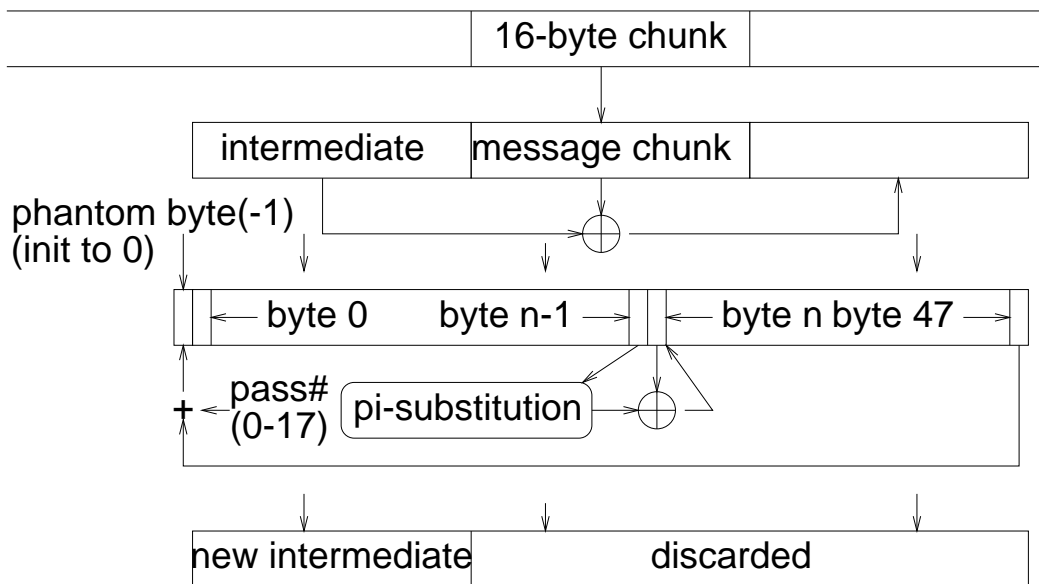 16-byte chunk
intermediate message chunk
phantom byte(-1)
(init to 0)
byte 0 byte n-1 byte n byte 47
pass#
(0-17)
pi-substitution
+
new intermediate discarded